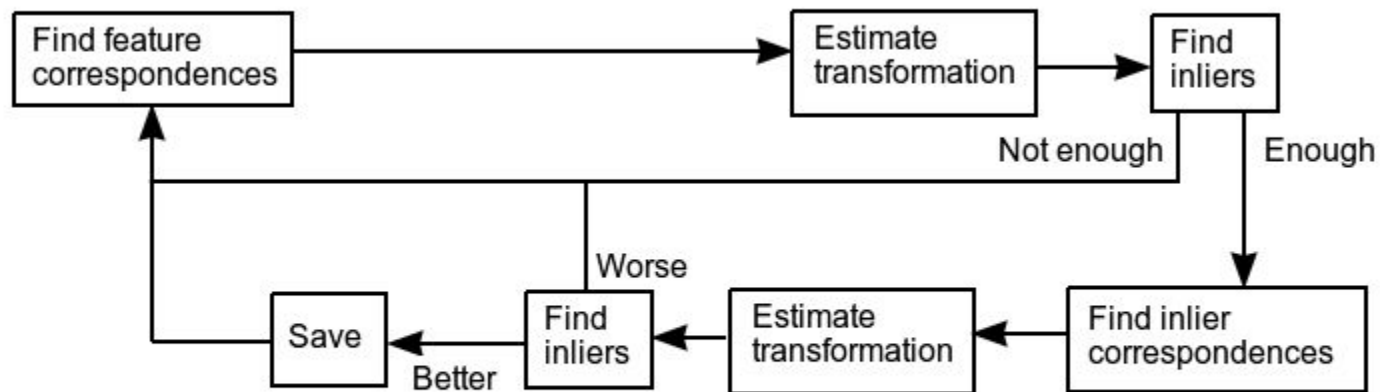 Find feature
correspondences
Estimate
transformation
Find
inliers
Not enough
Enough
Worse
Save
Better
Find
inliers
Estimate
transformation
Find inlier
correspondences